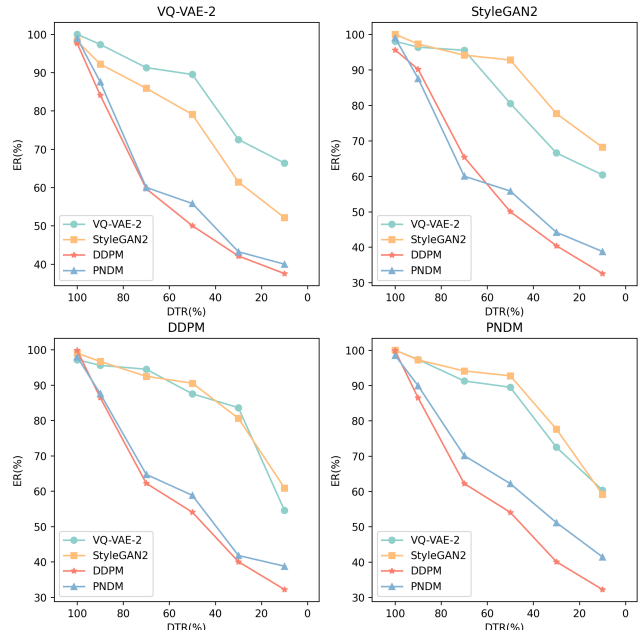 VQ-VAE-2
100
90
80
70
60
50
40
ER(%)
VQ-VAE-2
StyleGAN2
DDPM
PNDM
100 80 60 40 20 0
DTR(%)
StyleGAN2
100
90
80
70
60
50
40
30
ER(%)
VQ-VAE-2
StyleGAN2
DDPM
PNDM
100 80 60 40 20 0
DTR(%)
DDPM
100
90
80
70
60
50
40
30
ER(%)
VQ-VAE-2
StyleGAN2
DDPM
PNDM
100 80 60 40 20 0
DTR(%)
PNDM
100
90
80
70
60
50
40
30
ER(%)
VQ-VAE-2
StyleGAN2
DDPM
PNDM
100 80 60 40 20 0
DTR(%)